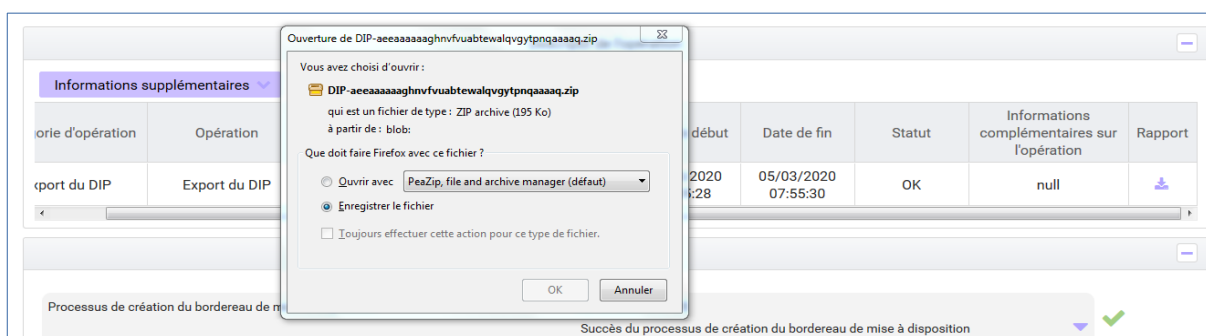 Ouverture de DIP-aeeaaaaaaghnvfvuabtewalqvgytpnqaaaaq.zip
Vous avez choisi d'ouvrir :
DIP-aeeaaaaaaghnvfvuabtewalqvgytpnqaaaaq.zip
qui est un fichier de type : ZIP archive (195 Ko)
à partir de : blob:
Que doit faire Firefox avec ce fichier ?
Ouvrir avec PeaZip, file and archive manager (défaut)
Enregistrer le fichier
Toujours effectuer cette action pour ce type de fichier.
OK Annuler
Informations supplémentaires
orie d'opération Opération début Date de fin Statut Informations complémentaires sur l'opération Rapport
xport du DIP Export du DIP 2020 05/03/2020 OK null
5:28 07:55:30
Processus de création du bordereau de m
Succès du processus de création du bordereau de mise à disposition